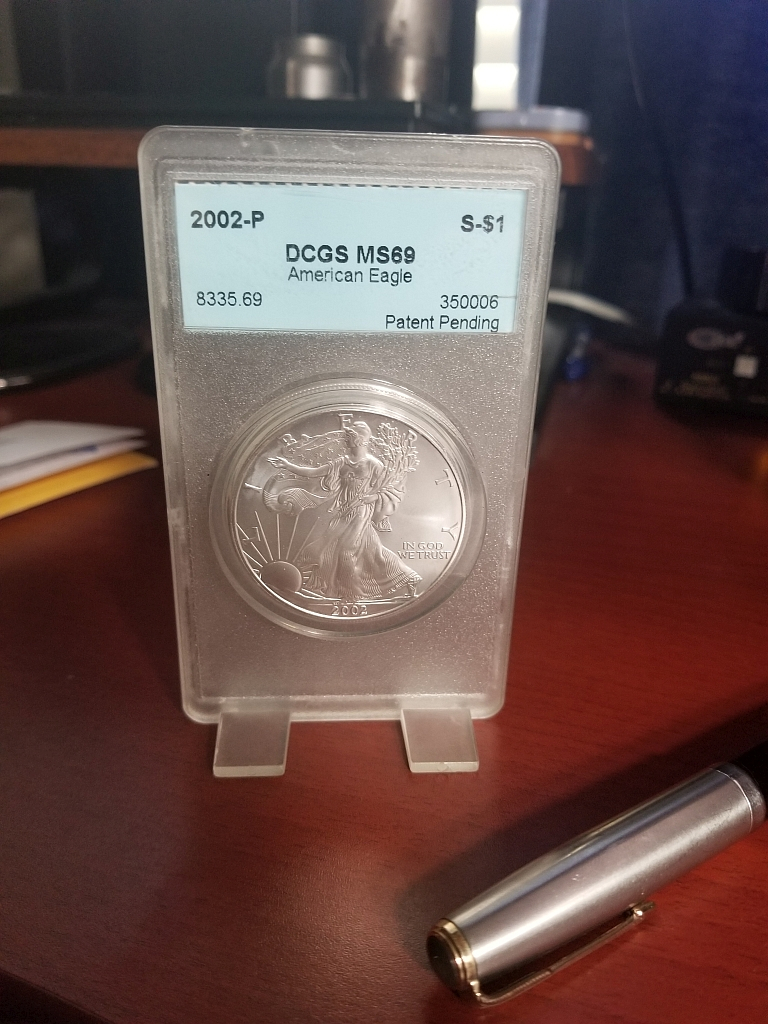 2002-P S-$1
DCGS MS69
American Eagle
8335.69 350006
Patent Pending
LIBERTY
IN GOD
WE TRUST
2002